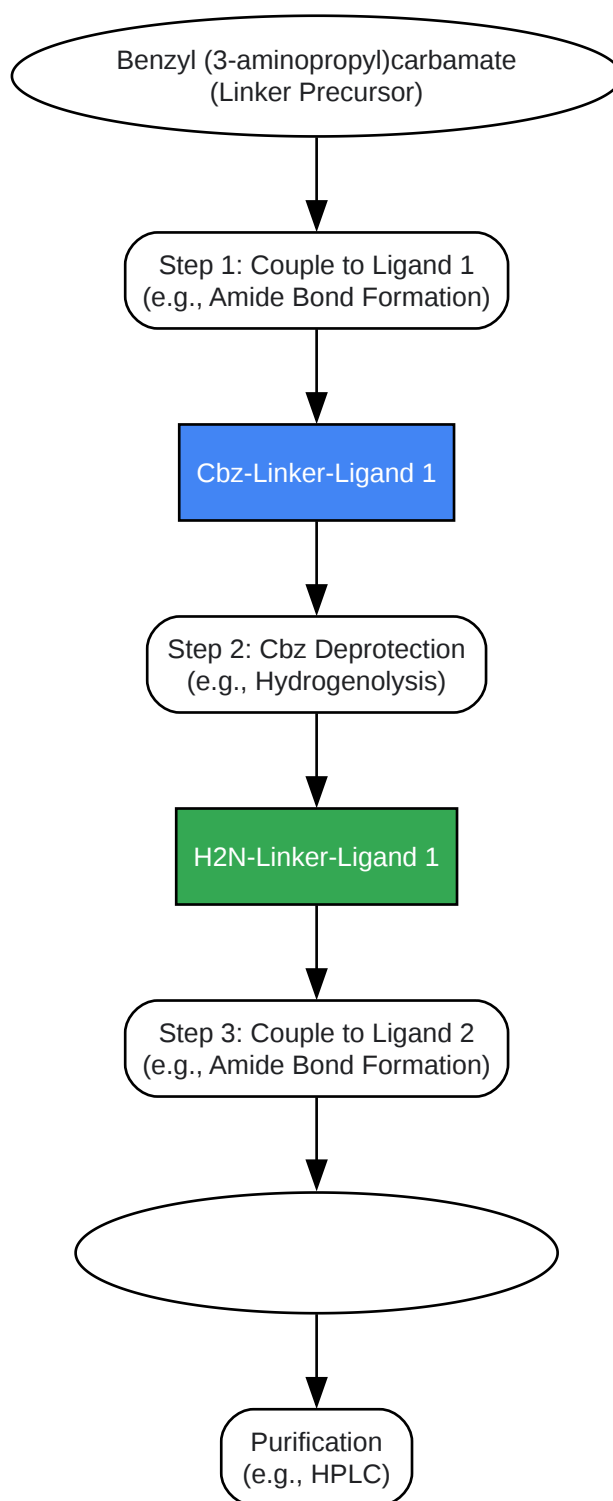 Benzyl (3-aminopropyl)carbamate
(Linker Precursor)
Step 1: Couple to Ligand 1
(e.g., Amide Bond Formation)
Cbz-Linker-Ligand 1
Step 2: Cbz Deprotection
(e.g., Hydrogenolysis)
H2N-Linker-Ligand 1
Step 3: Couple to Ligand 2
(e.g., Amide Bond Formation)
Purification
(e.g., HPLC)